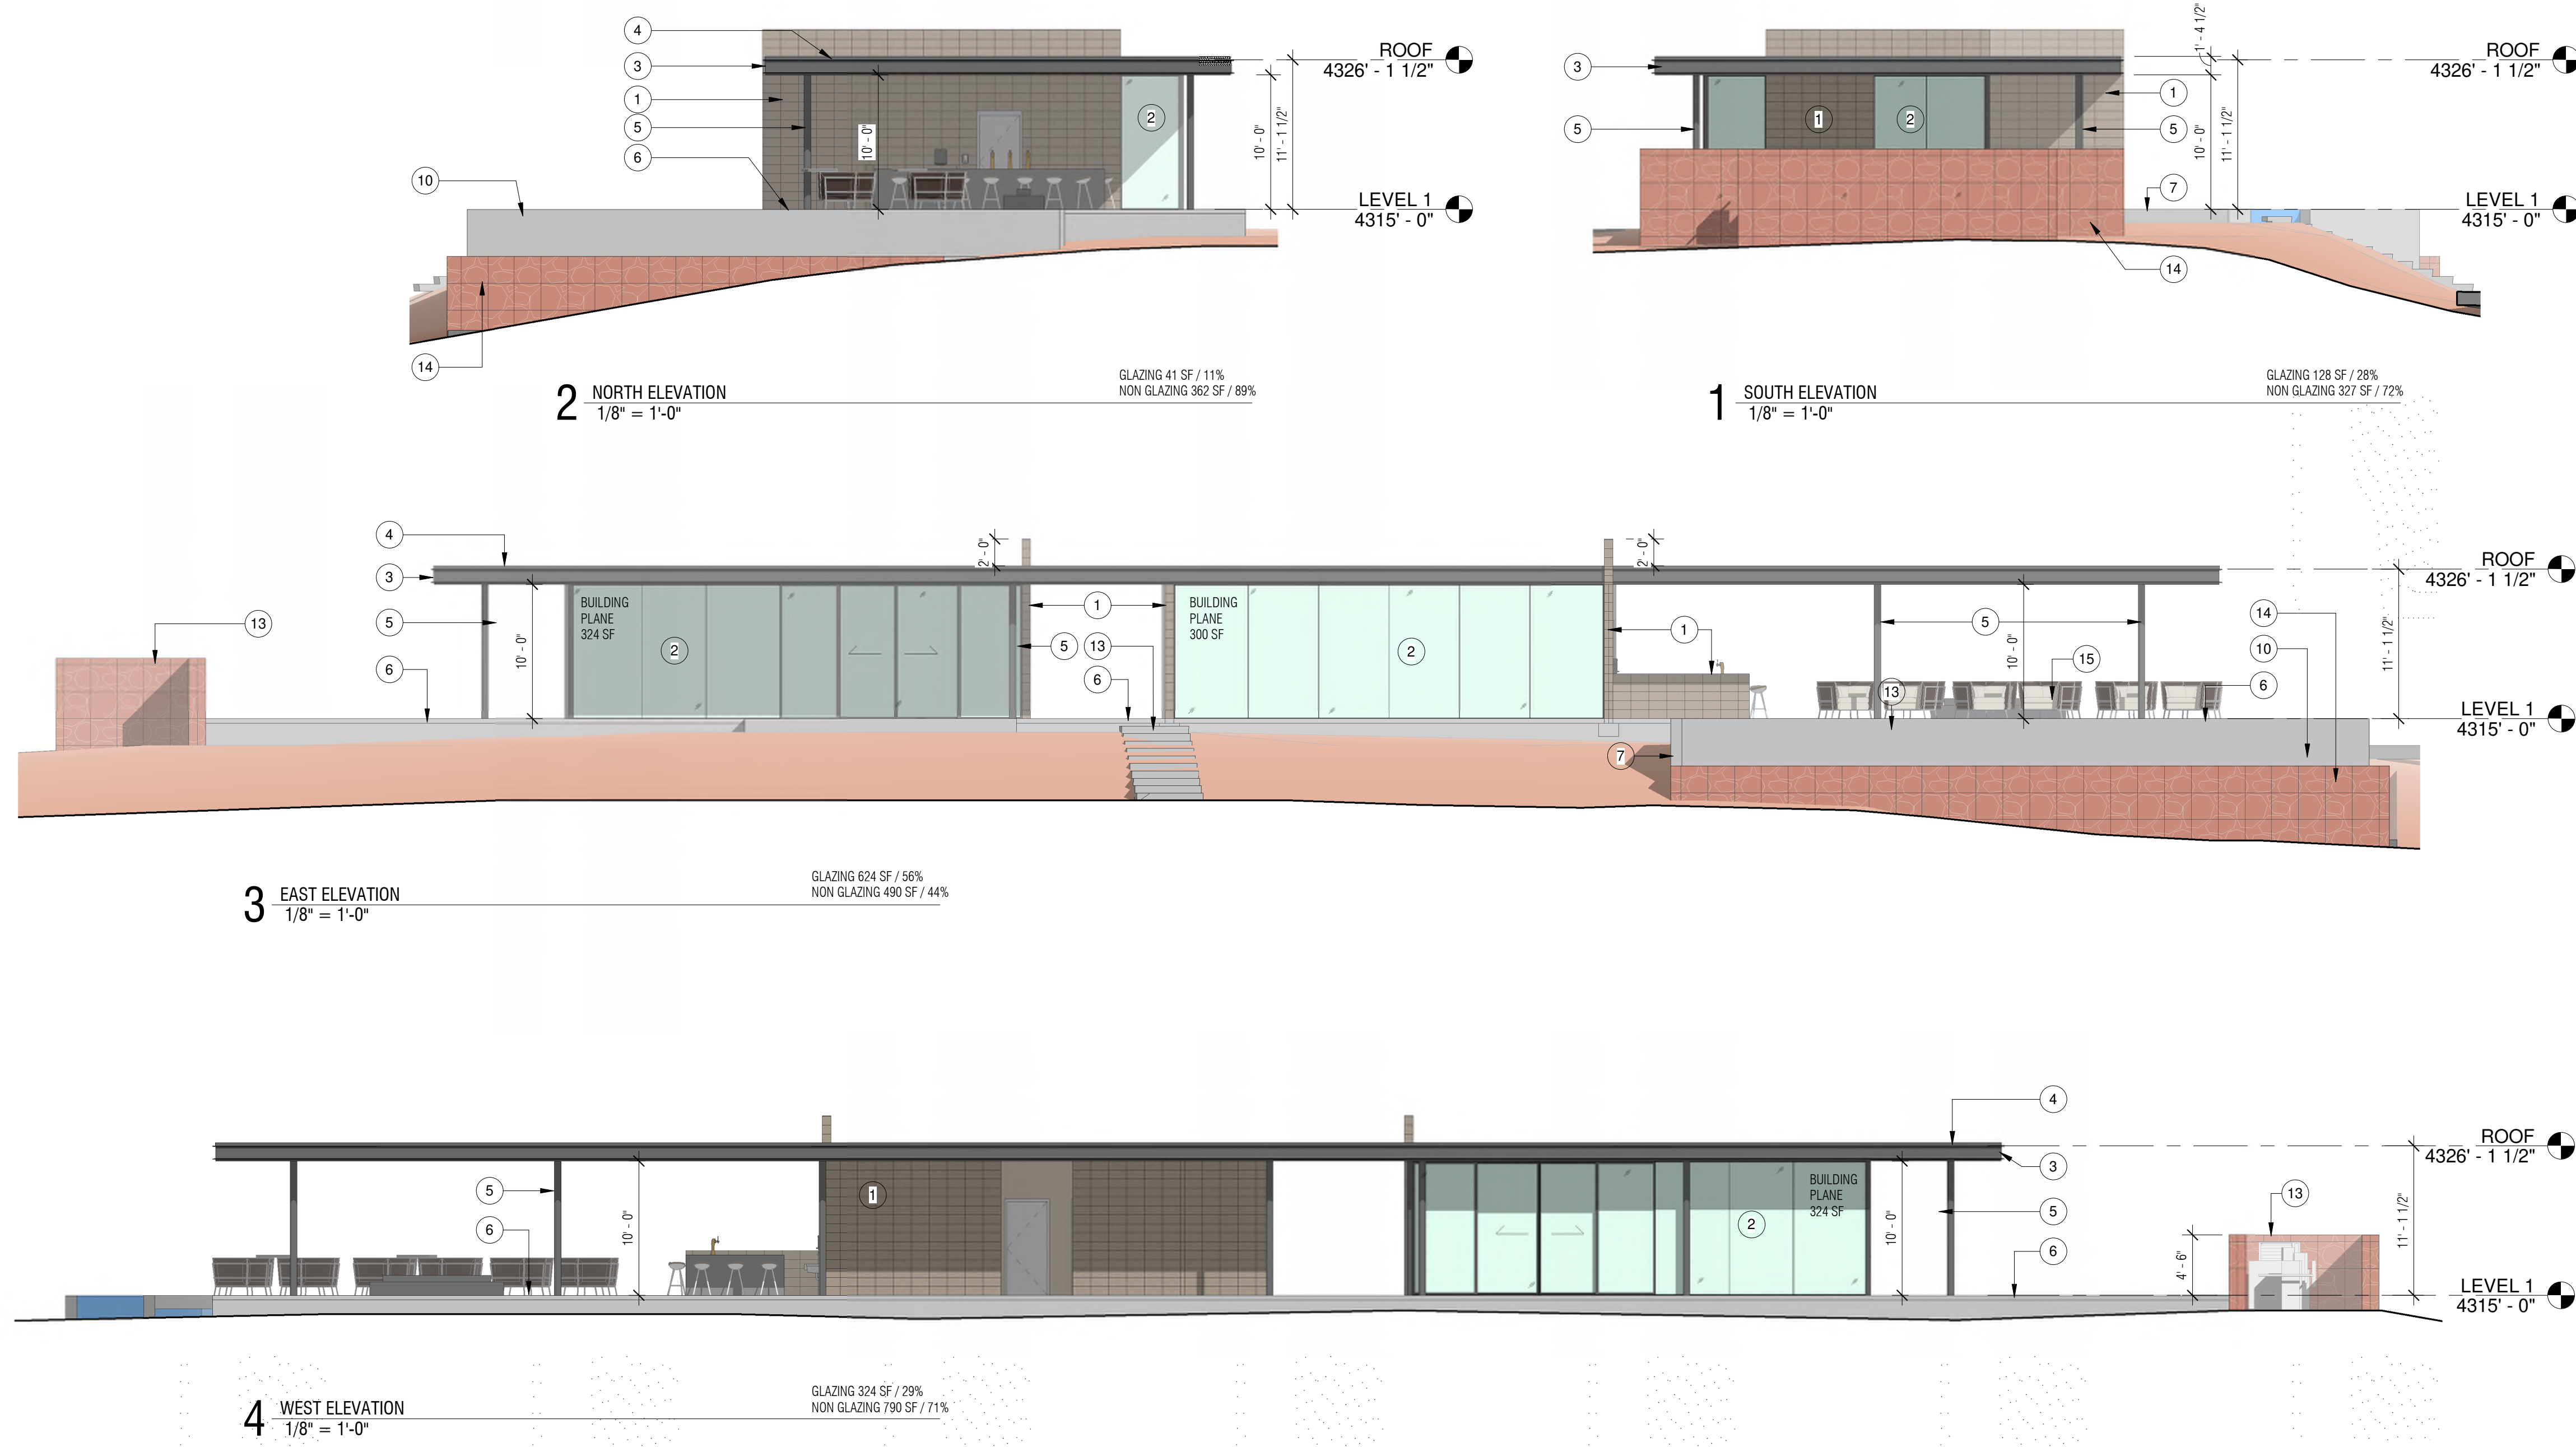 4
3
1
5
6
10
14
2
10' - 0"
10' - 0"
11' - 1 1/2"
ROOF
4326' - 1 1/2"
LEVEL 1
4315' - 0"
2 NORTH ELEVATION
1/8" = 1'-0"
GLAZING 41 SF / 11%
NON GLAZING 362 SF / 89%
3
5
1
2
1
5
7
14
1' - 4 1/2"
10' - 0"
11' - 1 1/2"
ROOF
4326' - 1 1/2"
LEVEL 1
4315' - 0"
1 SOUTH ELEVATION
1/8" = 1'-0"
GLAZING 128 SF / 28%
NON GLAZING 327 SF / 72%
4
3
13
5
6
10' - 0"
BUILDING
PLANE
324 SF
2
2' - 0"
1
5
13
6
BUILDING
PLANE
300 SF
2
2' - 0"
1
7
5
10' - 0"
15
13
14
10
6
11' - 1 1/2"
ROOF
4326' - 1 1/2"
LEVEL 1
4315' - 0"
3 EAST ELEVATION
1/8" = 1'-0"
GLAZING 624 SF / 56%
NON GLAZING 490 SF / 44%
5
6
10' - 0"
1
BUILDING
PLANE
324 SF
2
10' - 0"
4
3
5
6
13
4' - 6"
11' - 1 1/2"
ROOF
4326' - 1 1/2"
LEVEL 1
4315' - 0"
4 WEST ELEVATION
1/8" = 1'-0"
GLAZING 324 SF / 29%
NON GLAZING 790 SF / 71%